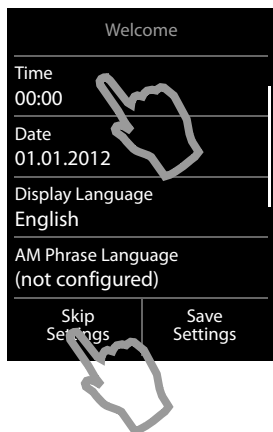 Welcome
Time
00:00
Date
01.01.2012
Display Language
English
AM Phrase Language
(not configured)
Skip Save
Settings Settings